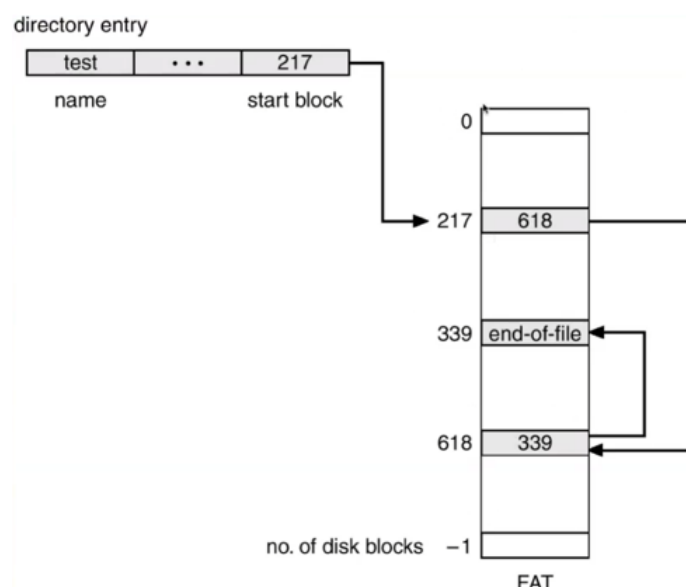 directory entry
test ••• 217
name start block
0
217 618
339 end-of-file
618 339
no. of disk blocks –1
FAT